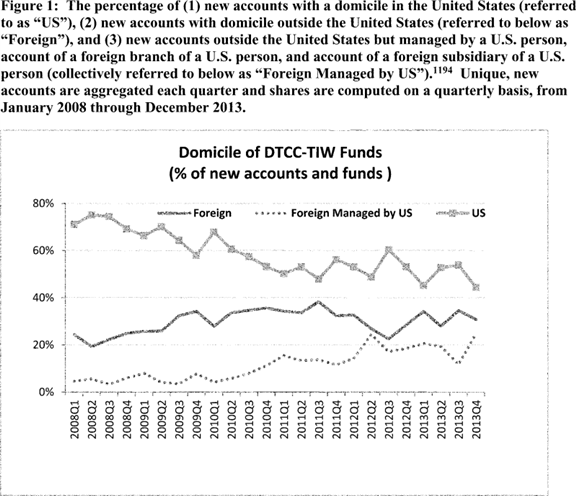 Figure 1: The percentage of (1) new accounts with a domicile in the United States (referred
to as “US”), (2) new accounts with domicile outside the United States (referred to below as
“Foreign”), and (3) new accounts outside the United States but managed by a U.S. person,
account of a foreign branch of a U.S. person, and account of a foreign subsidiary of a U.S.
person (collectively referred to below as “Foreign Managed by US”).1194 Unique, new
accounts are aggregated each quarter and shares are computed on a quarterly basis, from
January 2008 through December 2013.
Domicile of DTCC-TIW Funds
(% of new accounts and funds )
80%
Foreign
Foreign Managed by US
US
60%
40%
20%
0%
2008Q1
2008Q2
2008Q3
2008Q4
2009Q1
2009Q2
2009Q3
2009Q4
2010Q1
2010Q2
2010Q3
2010Q4
2011Q1
2011Q2
2011Q3
2011Q4
2012Q1
2012Q2
2012Q3
2012Q4
2013Q1
2013Q2
2013Q3
2013Q4